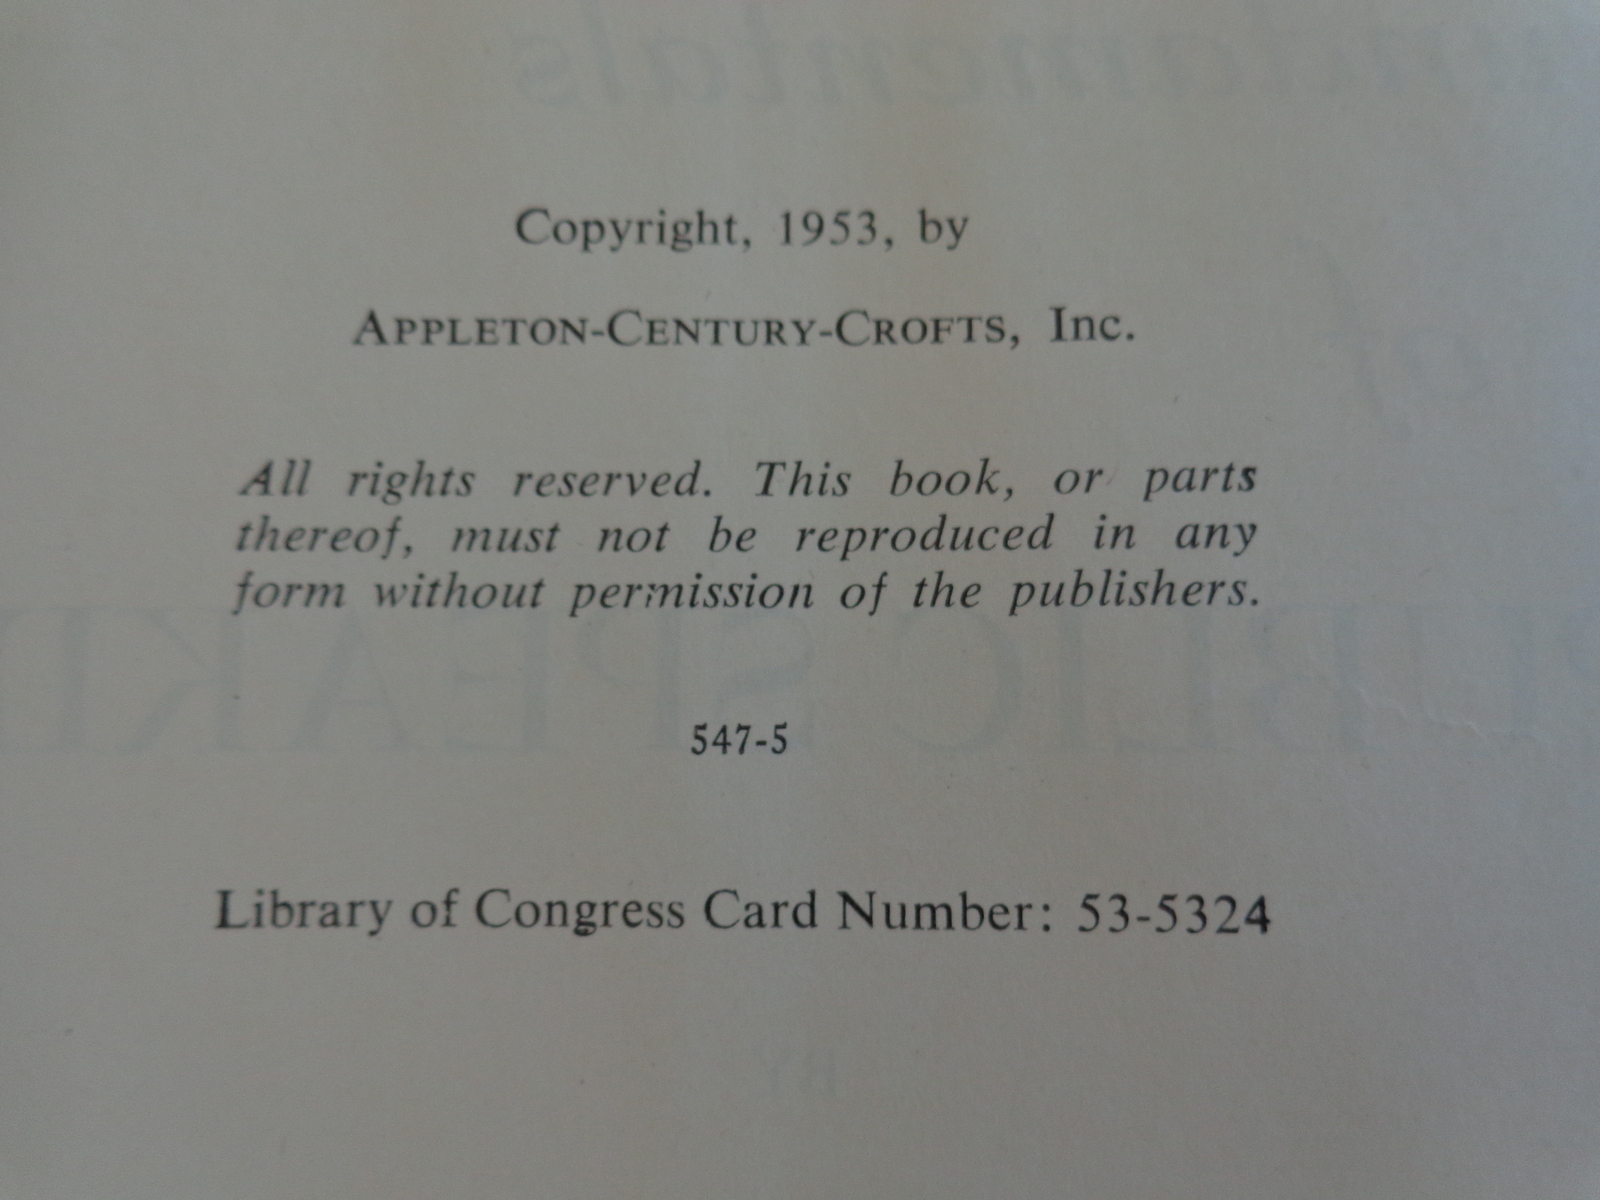 Copyright, 1953, by
APPLETON-CENTURY-CROFTS, Inc.
All rights reserved. This book, or parts
thereof, must not be reproduced in any
form without permission of the publishers.
547-5
Library of Congress Card Number: 53-5324